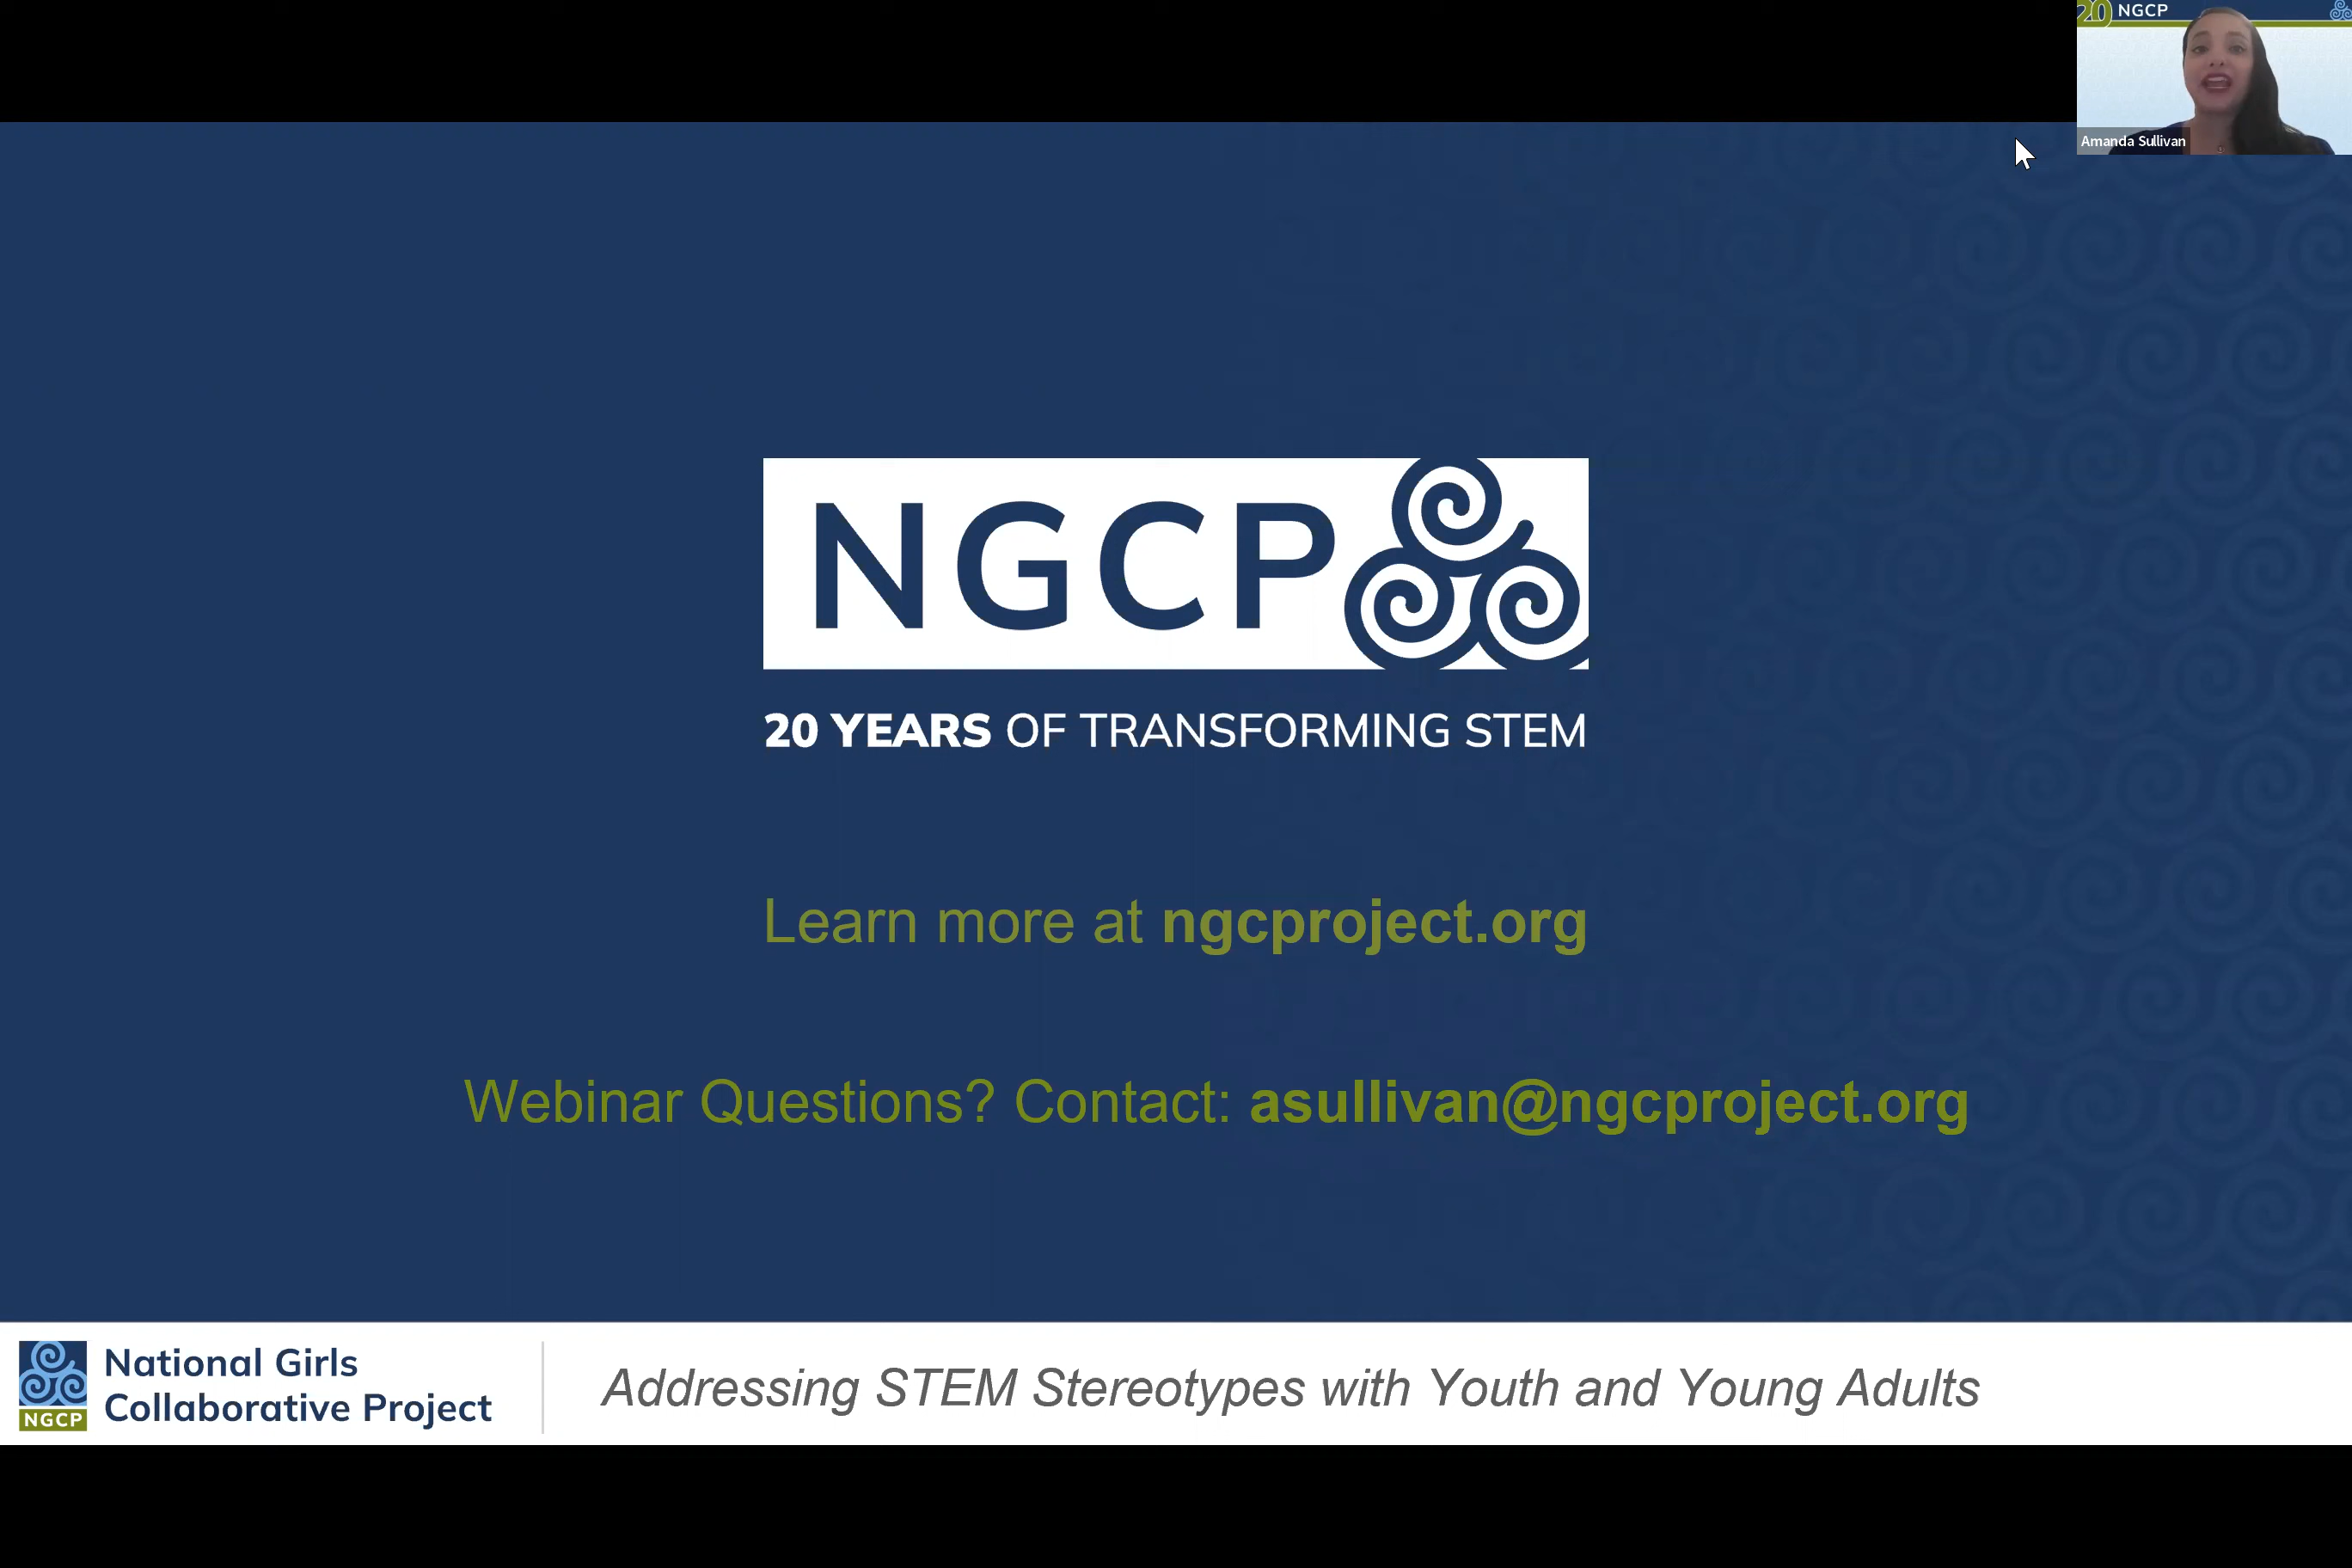 20 NGCP
Amanda Sullivan
NGCP
20 YEARS OF TRANSFORMING STEM
Learn more at ngcproject.org
Webinar Questions? Contact: asullivan@ngcproject.org
NGCP
National Girls
Collaborative Project
Addressing STEM Stereotypes with Youth and Young Adults